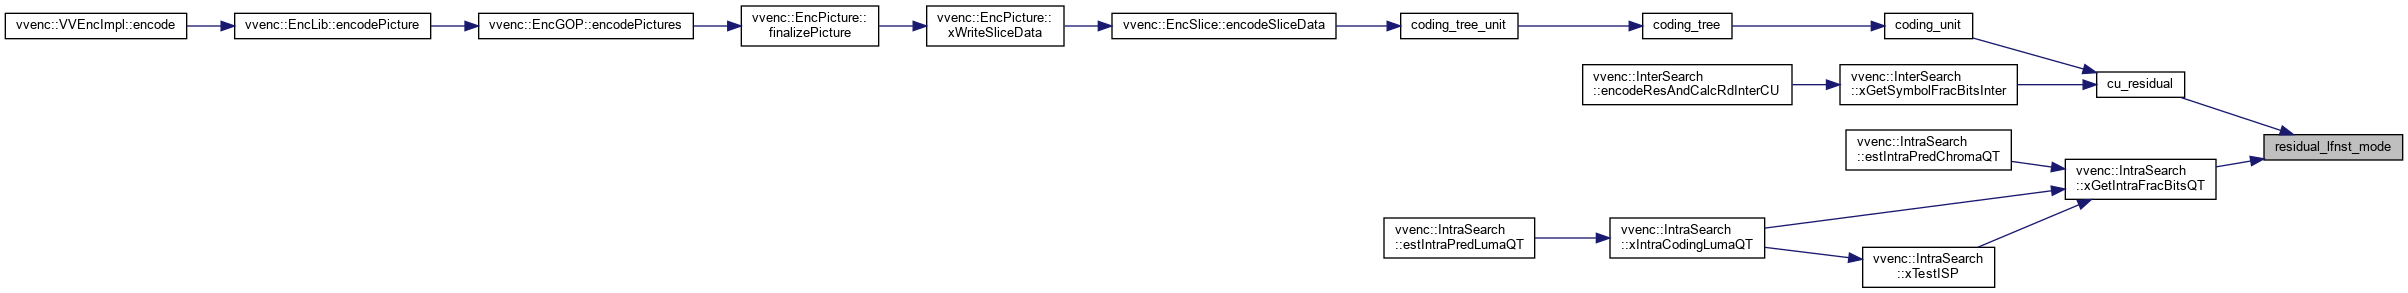 vvenc::VVEncImpl::encode
vvenc::EncLib::encodePicture
vvenc::EncGOP::encodePictures
vvenc::EncPicture::
finalizePicture
vvenc::EncPicture::
xWriteSliceData
vvenc::EncSlice::encodeSliceData
coding_tree_unit
coding_tree
coding_unit
vvenc::InterSearch
::encodeResAndCalcRdInterCU
vvenc::InterSearch
::xGetSymbolFracBitsInter
cu_residual
residual_lfnst_mode
vvenc::IntraSearch
::estIntraPredChromaQT
vvenc::IntraSearch
::xGetIntraFracBitsQT
vvenc::IntraSearch
::estIntraPredLumaQT
vvenc::IntraSearch
::xIntraCodingLumaQT
vvenc::IntraSearch
::xTestISP